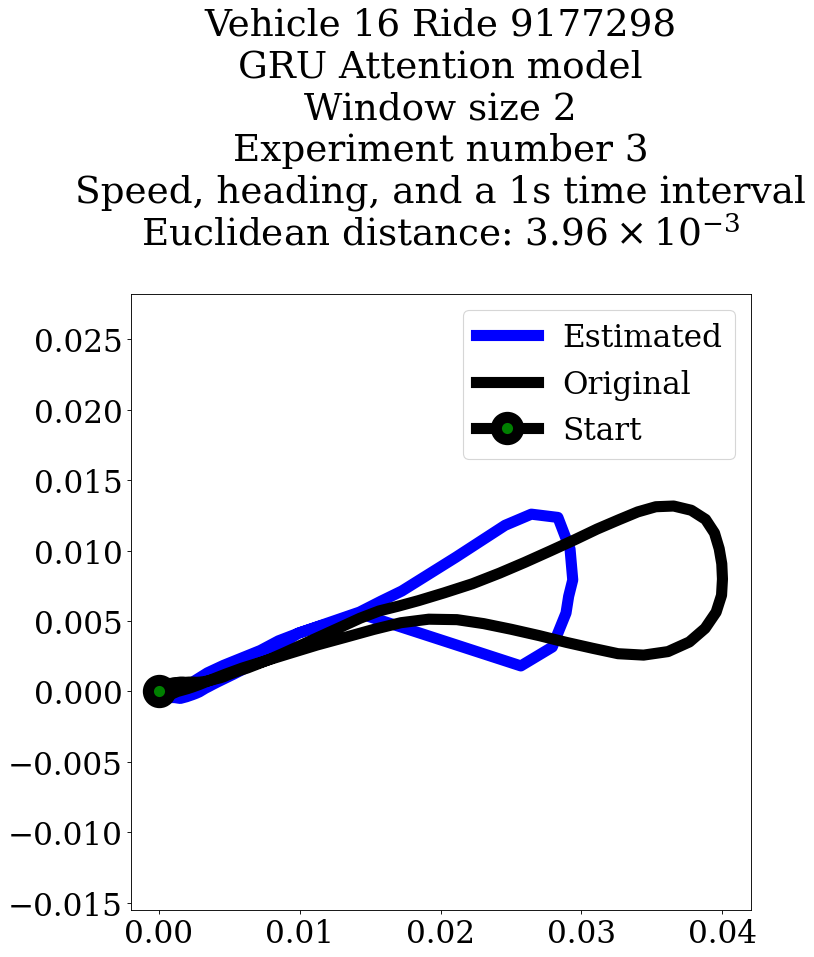 Vehicle 16 Ride 9177298
GRU Attention model
Window size 2
Experiment number 3
Speed, heading, and a 1s time interval
Euclidean distance: 3.96 × 10⁻³
Estimated
Original
Start
0.025
0.020
0.015
0.010
0.005
0.000
−0.005
−0.010
−0.015
0.00 0.01 0.02 0.03 0.04